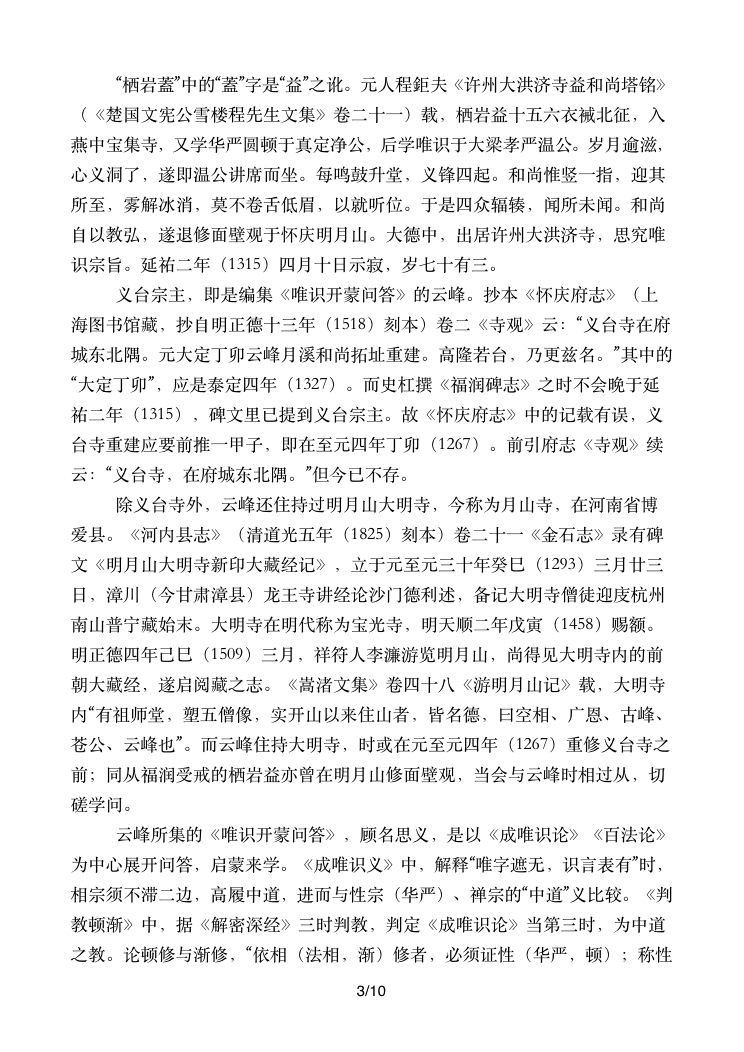 “栖岩蓋”中的“蓋”字是“益”之讹。元人程鉅夫《许州大洪济寺益和尚塔铭》
（《楚国文宪公雪楼程先生文集》卷二十一）载，栖岩益十五六衣裓北征，入
燕中宝集寺，又学华严圆顿于真定净公，后学唯识于大梁孝严温公。岁月逾滋，
心义洞了，遂即温公讲席而坐。每鸣鼓升堂，义锋四起。和尚惟竖一指，迎其
所至，雾解冰消，莫不卷舌低眉，以就听位。于是四众辐辏，闻所未闻。和尚
自以教弘，遂退修面壁观于怀庆明月山。大德中，出居许州大洪济寺，思究唯
识宗旨。延祐二年（1315）四月十日示寂，岁七十有三。
义台宗主，即是编集《唯识开蒙问答》的云峰。抄本《怀庆府志》（上
海图书馆藏，抄自明正德十三年（1518）刻本）卷二《寺观》云：“义台寺在府
城东北隅。元大定丁卯云峰月溪和尚拓址重建。高隆若台，乃更兹名。”其中的
“大定丁卯”，应是泰定四年（1327）。而史杠撰《福润碑志》之时不会晚于延
祐二年（1315），碑文里已提到义台宗主。故《怀庆府志》中的记载有误，义
台寺重建应要前推一甲子，即在至元四年丁卯（1267）。前引府志《寺观》续
云：“义台寺，在府城东北隅。”但今已不存。
除义台寺外，云峰还住持过明月山大明寺，今称为月山寺，在河南省博
爱县。《河内县志》（清道光五年（1825）刻本）卷二十一《金石志》录有碑
文《明月山大明寺新印大藏经记》，立于元至元三十年癸巳（1293）三月廿三
日，漳川（今甘肃漳县）龙王寺讲经论沙门德利述，备记大明寺僧徒迎庋杭州
南山普宁藏始末。大明寺在明代称为宝光寺，明天顺二年戊寅（1458）赐额。
明正德四年己巳（1509）三月，祥符人李濂游览明月山，尚得见大明寺内的前
朝大藏经，遂启阅藏之志。《嵩渚文集》卷四十八《游明月山记》载，大明寺
内“有祖师堂，塑五僧像，实开山以来住山者，皆名德，曰空相、广恩、古峰、
苍公、云峰也”。而云峰住持大明寺，时或在元至元四年（1267）重修义台寺之
前；同从福润受戒的栖岩益亦曾在明月山修面壁观，当会与云峰时相过从，切
磋学问。
云峰所集的《唯识开蒙问答》，顾名思义，是以《成唯识论》《百法论》
为中心展开问答，启蒙来学。《成唯识义》中，解释“唯字遮无，识言表有”时，
相宗须不滞二边，高履中道，进而与性宗（华严）、禅宗的“中道”义比较。《判
教顿渐》中，据《解密深经》三时判教，判定《成唯识论》当第三时，为中道
之教。论顿修与渐修，“依相（法相，渐）修者，必须证性（华严，顿）；称性
3/10